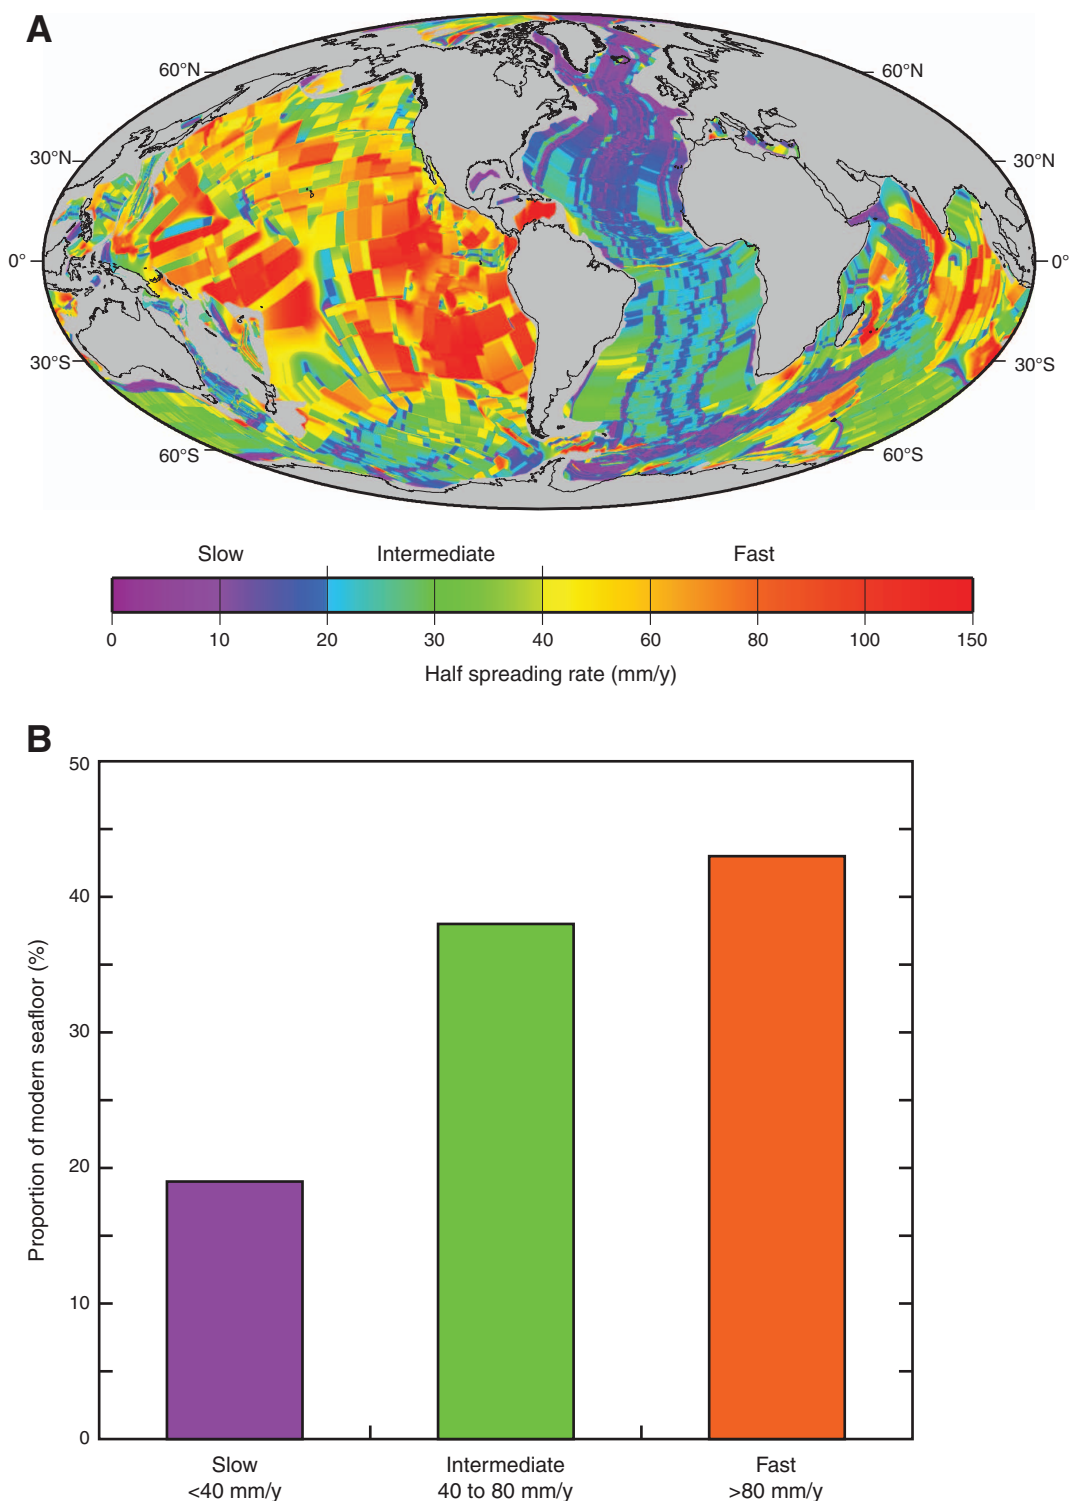 A
60°N 60°N
30°N 30°N
0° 0°
30°S 30°S
60°S 60°S
Slow Intermediate Fast
0 10 20 30 40 60 80 100 150
Half spreading rate (mm/y)
B
50
40
30
20
10
0
Proportion of modern seafloor (%)
Slow Intermediate Fast
<40 mm/y 40 to 80 mm/y >80 mm/y